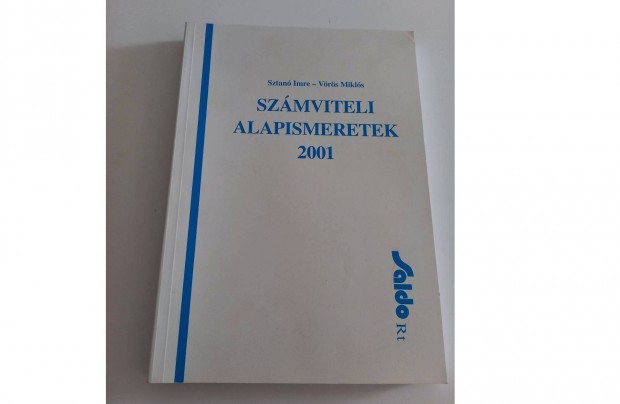 Sztanó Imre – Vörös Miklós
SZÁMVITELI
ALAPISMERETEK
2001
Saldo Rt